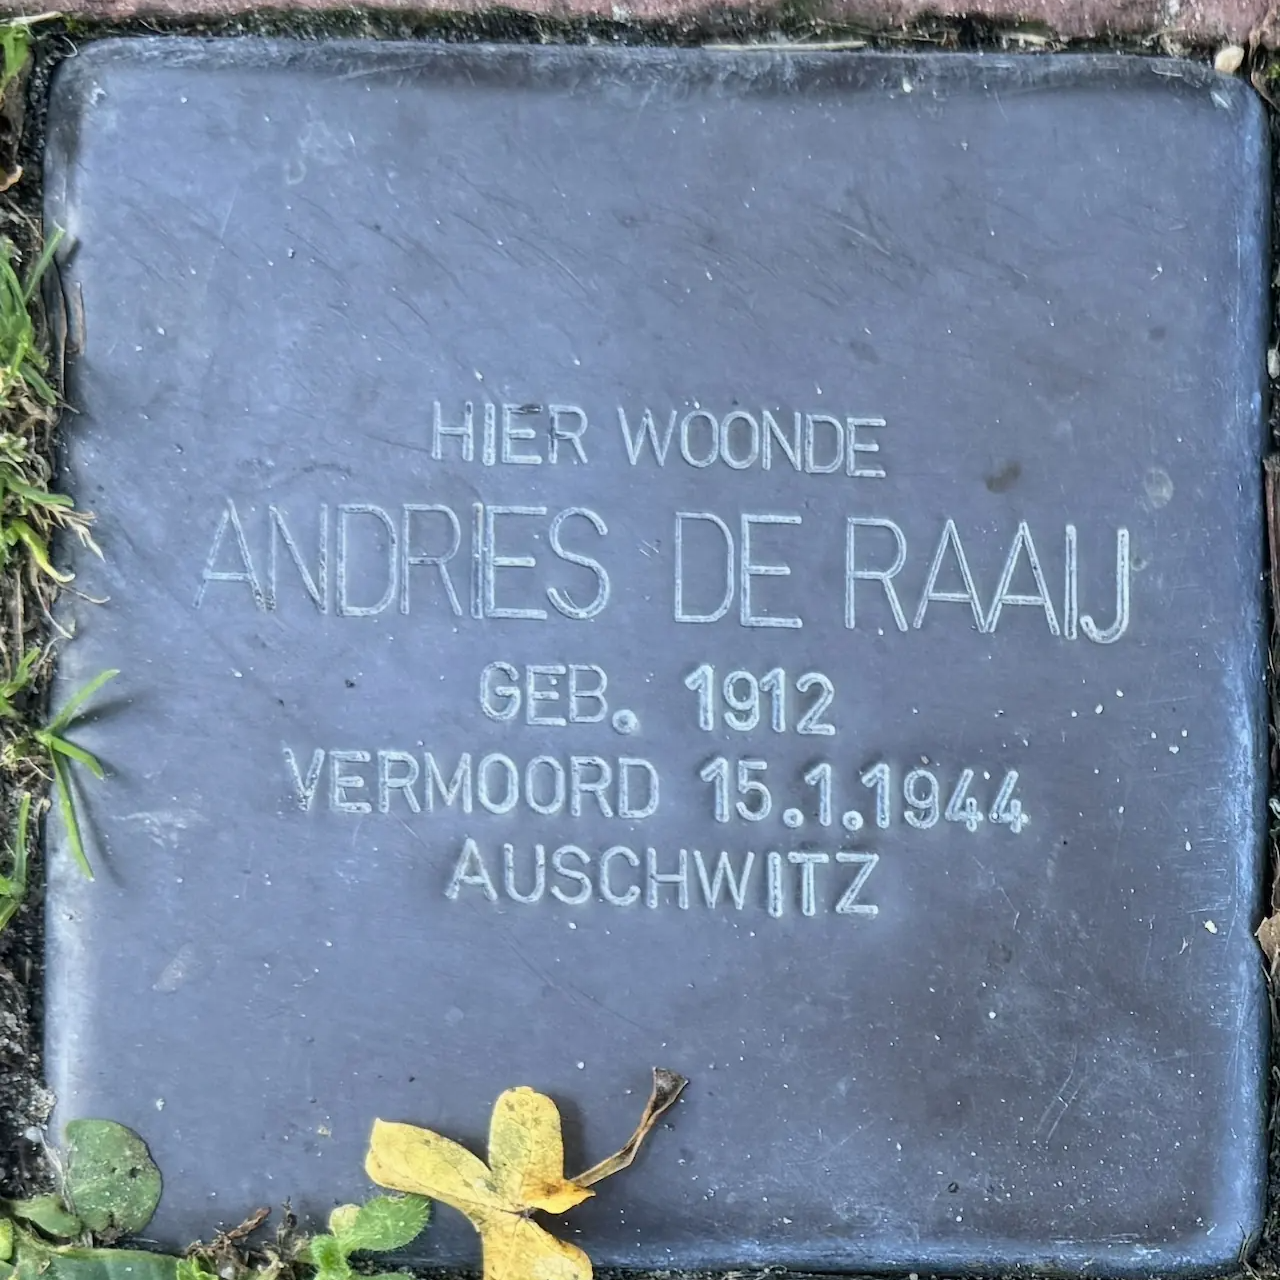 HIER WOONDE
ANDRIES DE RAAIJ
GEB. 1912
VERMOORD 15.1.1944
AUSCHWITZ